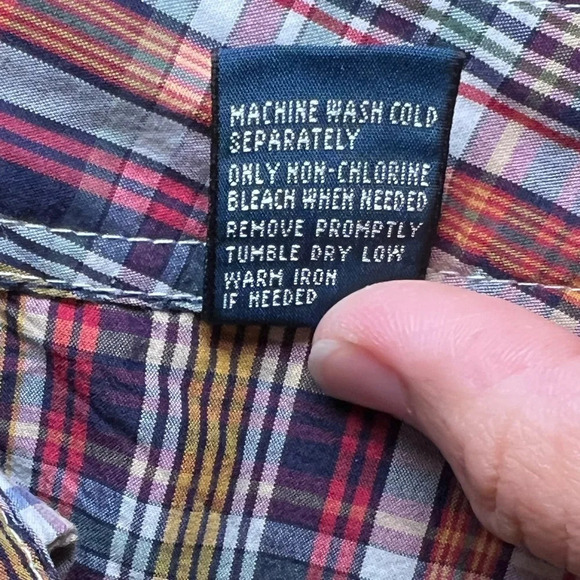 MACHINE WASH COLD
SEPARATELY
ONLY NON-CHLORINE
BLEACH WHEN NEEDED
REMOVE PROMPTLY
TUMBLE DRY LOW
WARM IRON
IF NEEDED